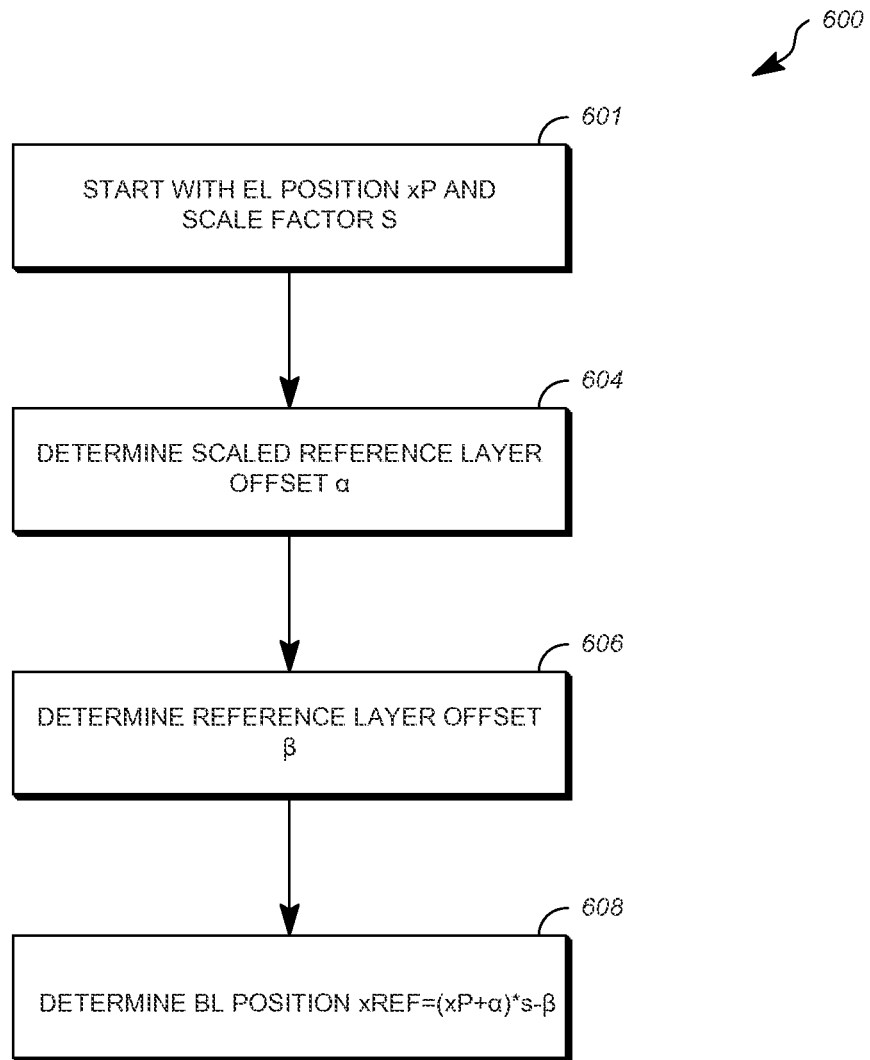 600
601
START WITH EL POSITION xP AND
SCALE FACTOR S
604
DETERMINE SCALED REFERENCE LAYER
OFFSET α
606
DETERMINE REFERENCE LAYER OFFSET
β
608
DETERMINE BL POSITION xREF=(xP+α)*s-β